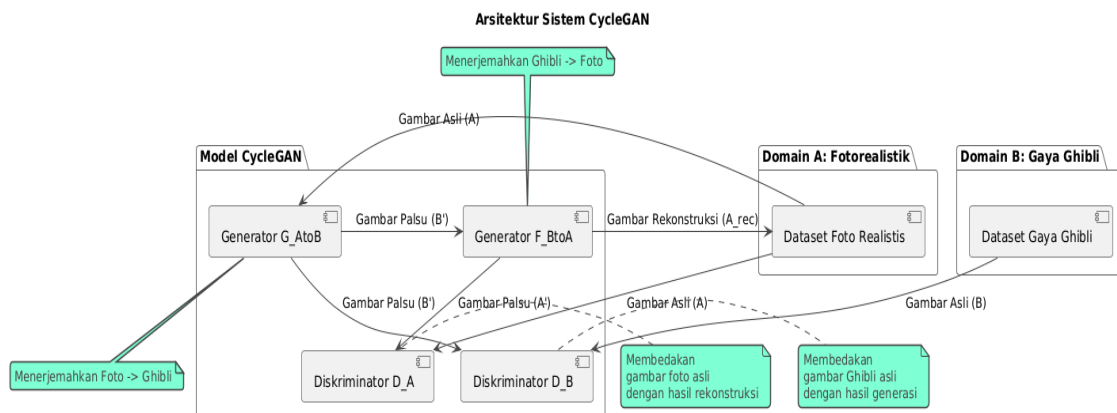 Arsitektur Sistem CycleGAN
Menerjemahkan Ghibli -> Foto
Gambar Asli (A)
Model CycleGAN
Domain A: Fotorealistik
Domain B: Gaya Ghibli
Generator G_AtoB
Gambar Palsu (B')
Generator F_BtoA
Gambar Rekonstruksi (A_rec)
Dataset Foto Realistis
Dataset Gaya Ghibli
Gambar Palsu (B')
Gambar Palsu (A')
Gambar Asli (A)
Gambar Asli (B)
Menerjemahkan Foto -> Ghibli
Diskriminator D_A
Diskriminator D_B
Membedakan
gambar foto asli
dengan hasil rekonstruksi
Membedakan
gambar Ghibli asli
dengan hasil generasi